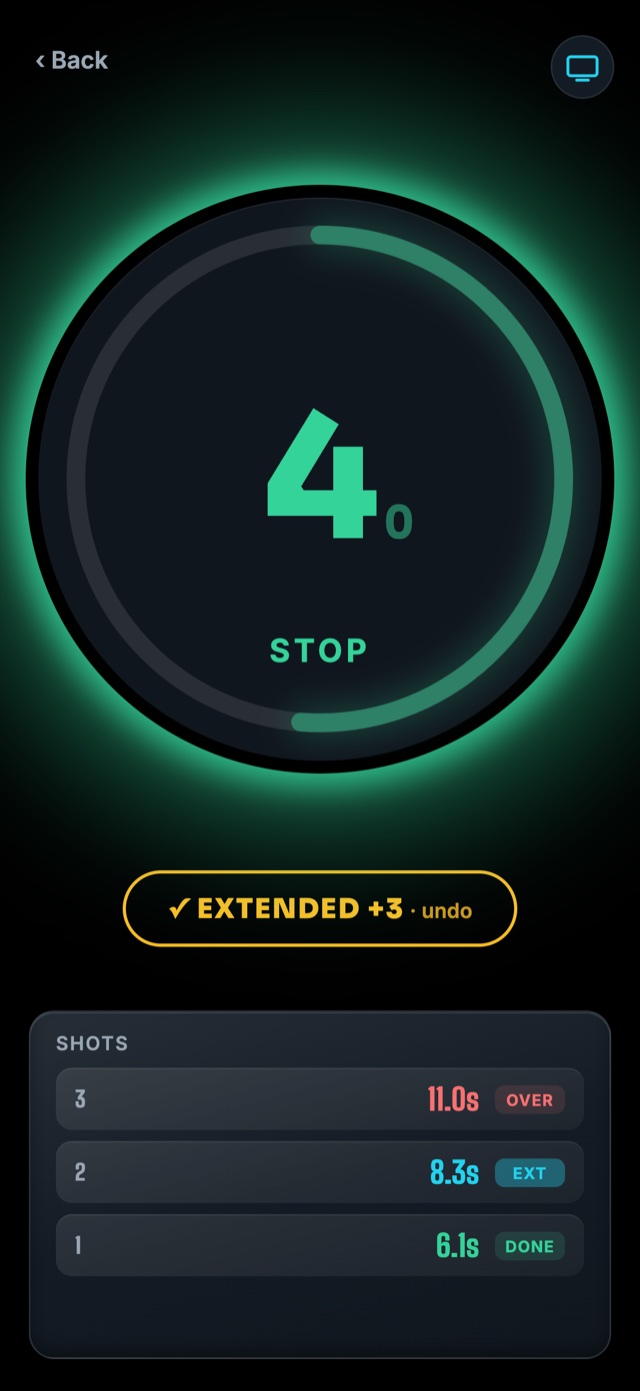 ‹ Back
4 0
STOP
✓ EXTENDED +3 · undo
SHOTS
3 11.0s OVER
2 8.3s EXT
1 6.1s DONE